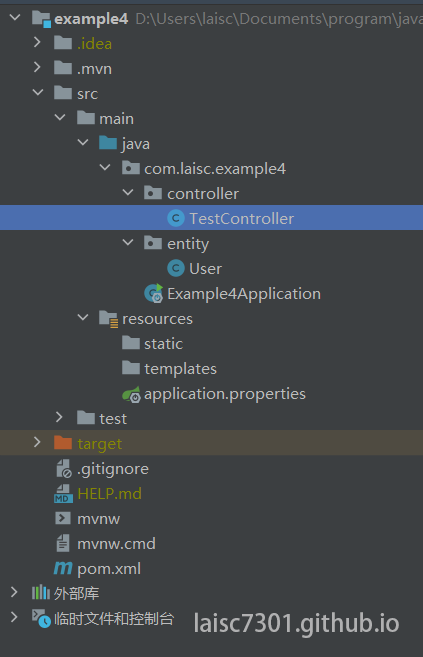 example4 D:\Users\laisc\Documents\program\java
.idea
.mvn
src
main
java
com.laisc.example4
controller
C TestController
entity
C User
Example4Application
resources
static
templates
application.properties
test
target
.gitignore
MD HELP.md
mvnw
mvnw.cmd
m pom.xml
外部库
临时文件和控制台
laisc7301.github.io